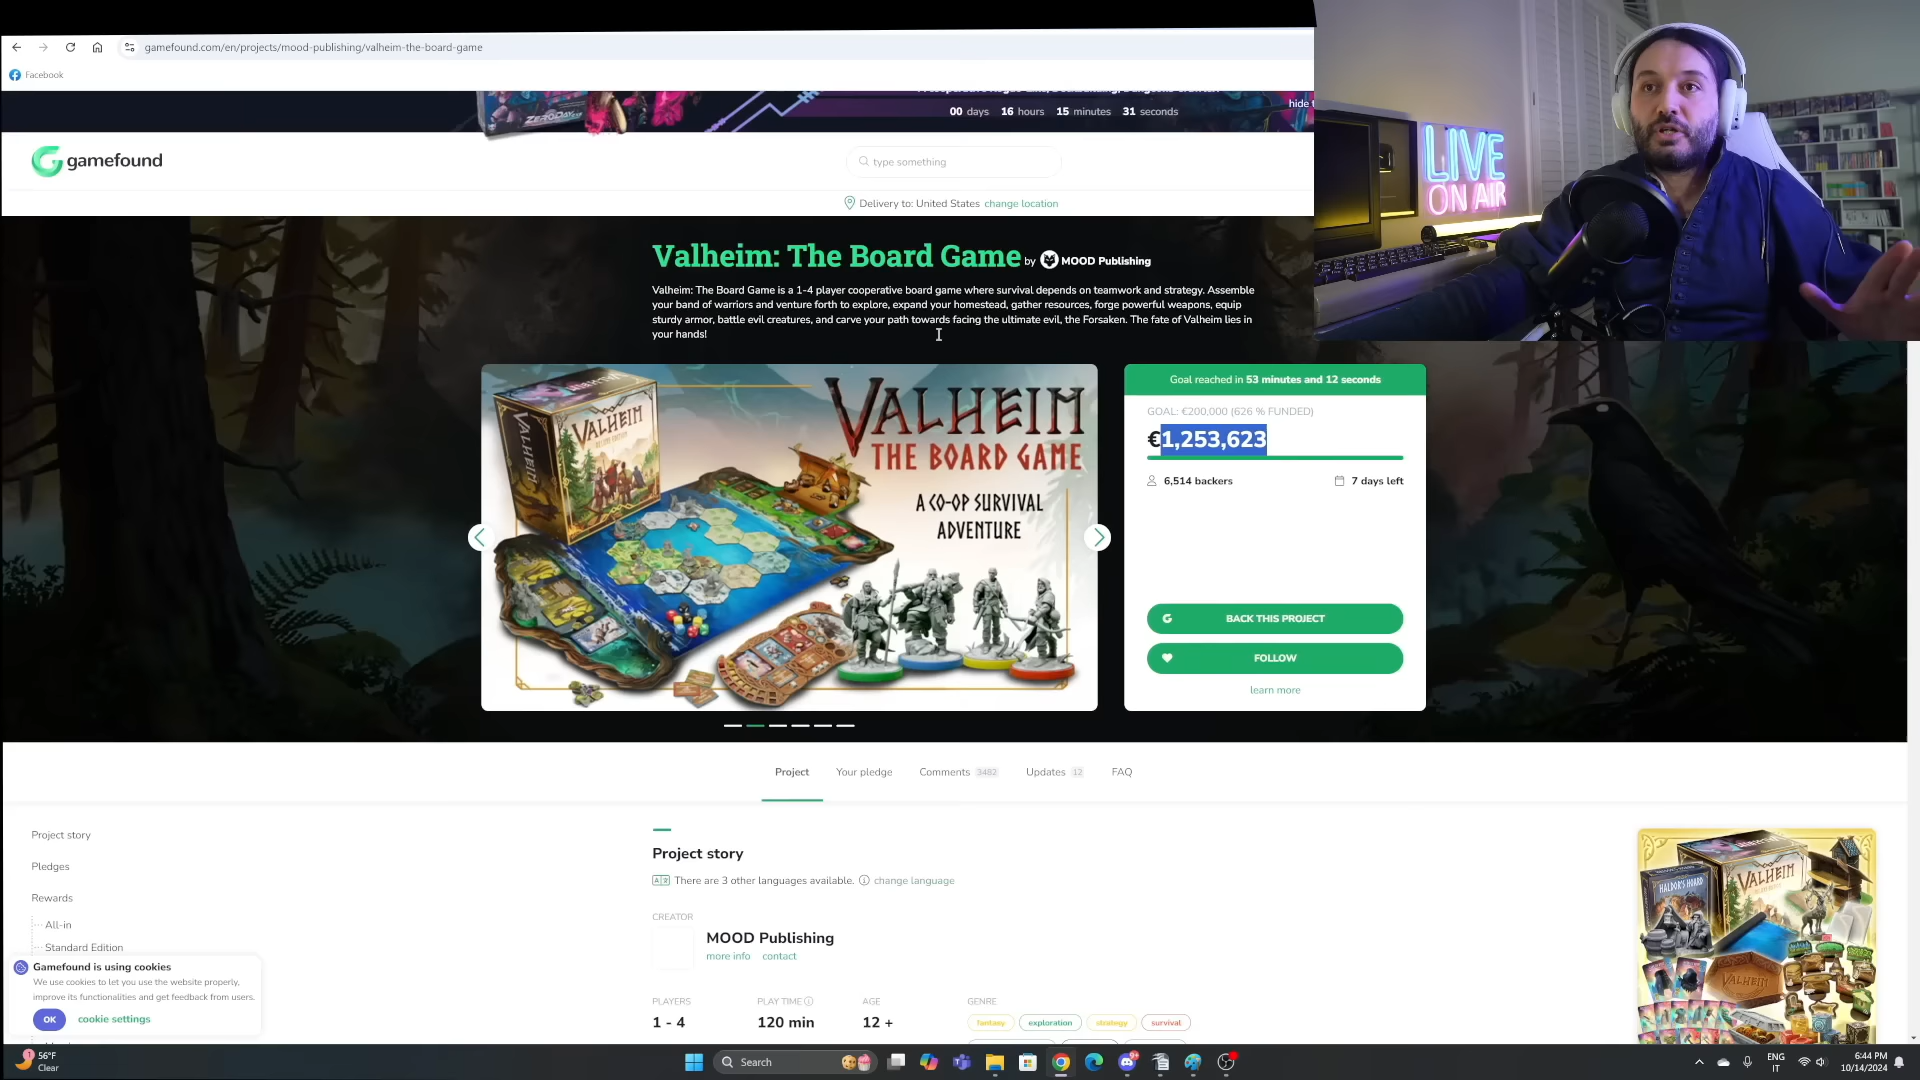 gamefound.com/en/projects/mood-publishing/valheim-the-board-game
Facebook
00 days 16 hours 15 minutes 31 seconds
hide
gamefound
type something
Delivery to: United States change location
LIVE
ON AIR
Valheim: The Board Game by MOOD Publishing
Valheim: The Board Game is a 1-4 player cooperative board game where survival depends on teamwork and strategy. Assemble
your band of warriors and venture forth to explore, expand your homestead, gather resources, forge powerful weapons, equip
sturdy armor, battle evil creatures, and carve your path towards facing the ultimate evil, the Forsaken. The fate of Valheim lies in
your hands!
VALHEIM
VALHEIM
VALHEIM
THE BOARD GAME
A CO-OP SURVIVAL
ADVENTURE
Goal reached in 53 minutes and 12 seconds
GOAL: €200,000 (626 % FUNDED)
€1,253,623
6,514 backers
7 days left
BACK THIS PROJECT
FOLLOW
learn more
Project Your pledge Comments 3482 Updates 12 FAQ
Project story
Pledges
Rewards
All-in
Standard Edition
Project story
There are 3 other languages available. change language
CREATOR
MOOD Publishing
more info contact
PLAYERS PLAY TIME AGE GENRE
1 - 4 120 min 12 + fantasy exploration strategy survival
HALDOR'S HOARD
VALHEIM
VALHEIM
Gamefound is using cookies
We use cookies to let you use the website properly,
improve its functionalities and get feedback from users.
OK cookie settings
56°F
Clear
Search
ENG
IT
6:44 PM
10/14/2024